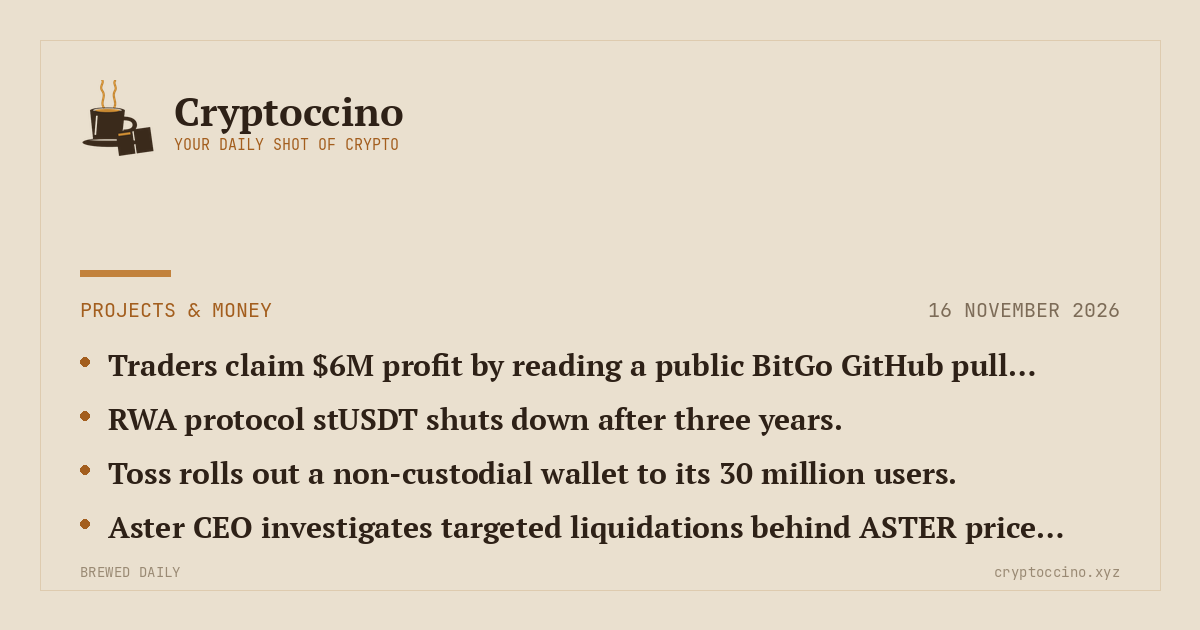 Cryptoccino
YOUR DAILY SHOT OF CRYPTO
PROJECTS & MONEY
16 NOVEMBER 2026
Traders claim $6M profit by reading a public BitGo GitHub pull...
RWA protocol stUSDT shuts down after three years.
Toss rolls out a non-custodial wallet to its 30 million users.
Aster CEO investigates targeted liquidations behind ASTER price...
BREWED DAILY
cryptoccino.xyz